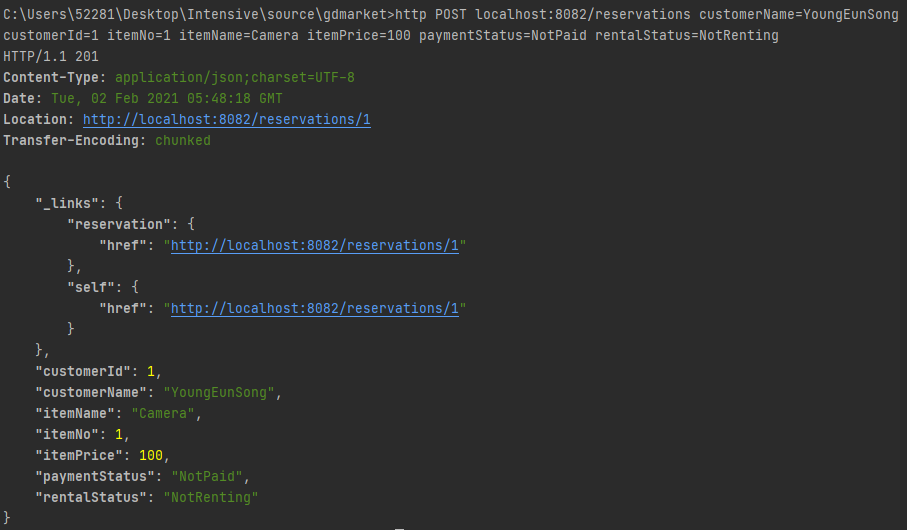 C:\Users\52281\Desktop\Intensive\source\gdmarket>http POST localhost:8082/reservations customerName=YoungEunSong
customerId=1 itemNo=1 itemName=Camera itemPrice=100 paymentStatus=NotPaid rentalStatus=NotRenting
HTTP/1.1 201
Content-Type: application/json;charset=UTF-8
Date: Tue, 02 Feb 2021 05:48:18 GMT
Location: http://localhost:8082/reservations/1
Transfer-Encoding: chunked

{
    "_links": {
        "reservation": {
            "href": "http://localhost:8082/reservations/1"
        },
        "self": {
            "href": "http://localhost:8082/reservations/1"
        }
    },
    "customerId": 1,
    "customerName": "YoungEunSong",
    "itemName": "Camera",
    "itemNo": 1,
    "itemPrice": 100,
    "paymentStatus": "NotPaid",
    "rentalStatus": "NotRenting"
}